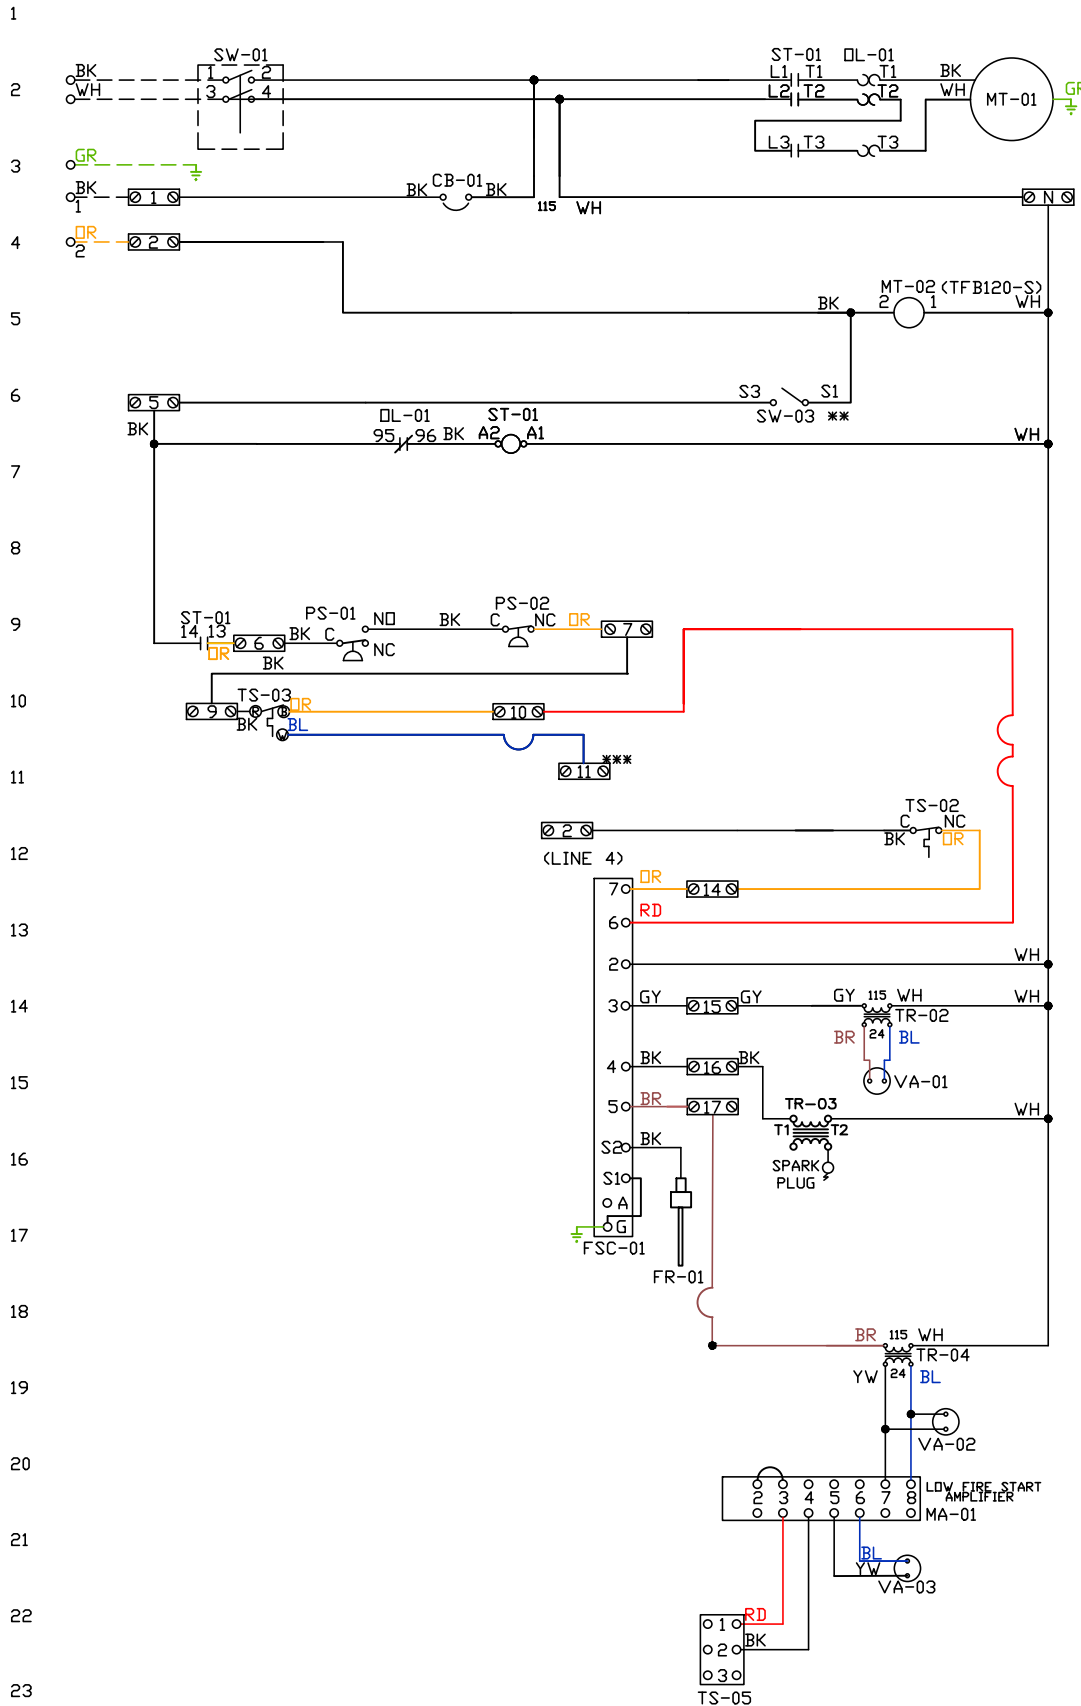 1
SW-01 ST-01 OL-01
BK 1 2 L1 T1 T1 BK
2 WH 3 4 L2 T2 T2 WH MT-01 GR
L3 T3 T3
3 GR
BK 1 1 BK CB-01 BK 115 WH N
4 OR 2 2
MT-02 (TFB120-S)
5 BK 2 1 WH
6 5 S3 S1
SW-03 **
BK OL-01 ST-01
95 96 BK A2 A1 WH
7
8
9 ST-01 PS-01 NO BK PS-02
14 13 OR 6 BK C NC C NC OR 7
BK
10 TS-03
9 BK R B OR 10
W BL
11 11 ***
TS-02
2 C NC
BK OR
12 (LINE 4)
7 OR 14
13 6 RD
2 WH
14 3 GY 15 GY GY 115 WH WH
TR-02
24
BR BL
15 4 BK 16 BK VA-01
5 BR 17 TR-03 WH
T1 T2
16 S2 BK
S1 SPARK
PLUG
A
17 G
FSC-01
FR-01
18
BR 115 WH
TR-04
19 YW 24 BL
VA-02
20
2 3 4 5 6 7 8 LOW FIRE START
AMPLIFIER
MA-01
21
BL
YW
VA-03
22
1 RD
2 BK
3
23 TS-05